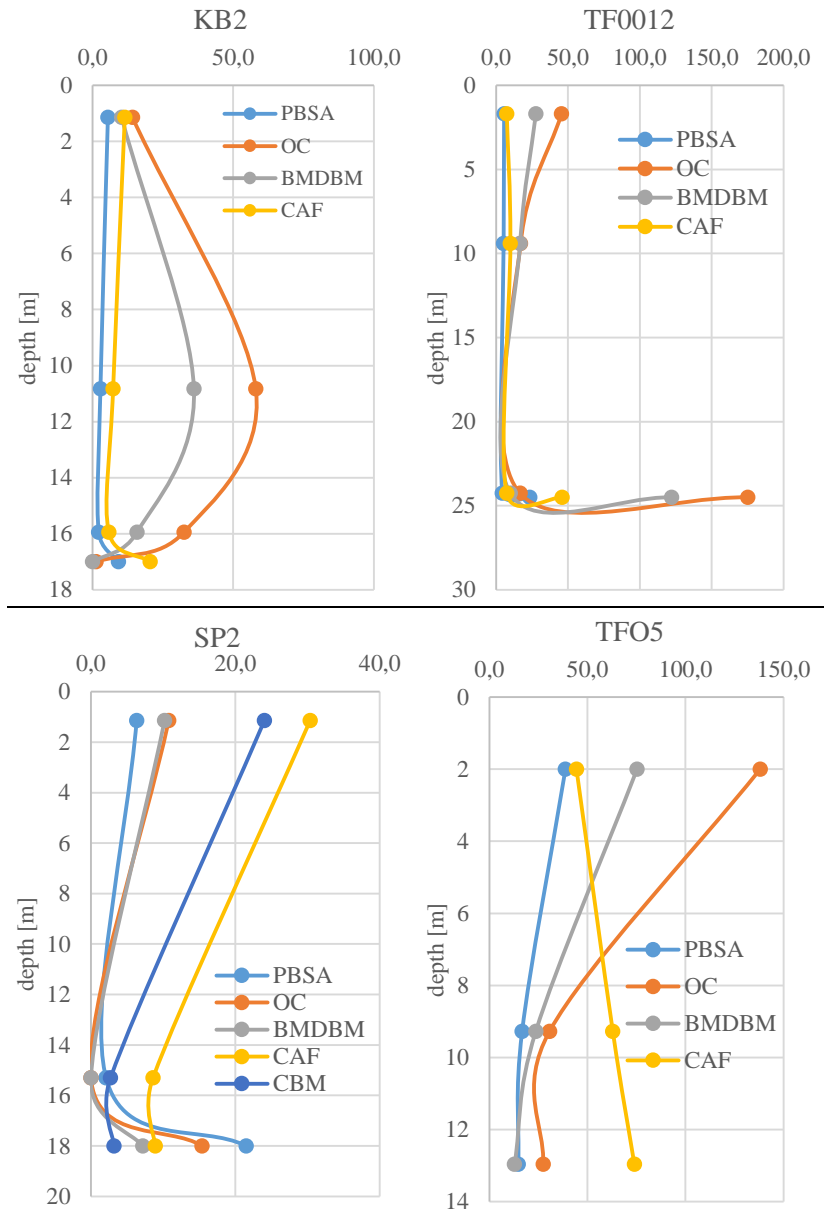 KB2
0,0 50,0 100,0
0
2
4
6
8
10
12
14
16
18
depth [m]
PBSA
OC
BMDBM
CAF
TF0012
0,0 50,0 100,0 150,0 200,0
0
5
10
15
20
25
30
depth [m]
PBSA
OC
BMDBM
CAF
SP2
0,0 20,0 40,0
0
2
4
6
8
10
12
14
16
18
20
depth [m]
PBSA
OC
BMDBM
CAF
CBM
TFO5
0,0 50,0 100,0 150,0
0
2
4
6
8
10
12
14
depth [m]
PBSA
OC
BMDBM
CAF